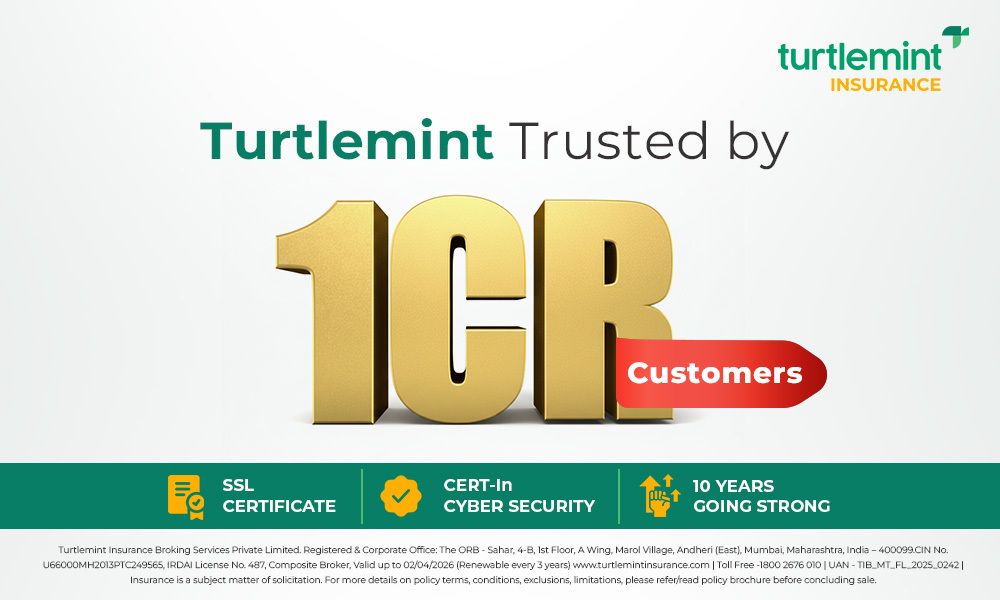 turtlemint
INSURANCE
Turtlemint Trusted by
1CR
Customers
SSL
CERTIFICATE
CERT-In
CYBER SECURITY
10 YEARS
GOING STRONG
Turtlemint Insurance Broking Services Private Limited. Registered & Corporate Office: The ORB - Sahar, 4-B, 1st Floor, A Wing, Marol Village, Andheri (East), Mumbai, Maharashtra, India – 400099.CIN No.
U66000MH2013PTC249565, IRDAI License No. 487, Composite Broker, Valid up to 02/04/2026 (Renewable every 3 years) www.turtlemintinsurance.com | Toll Free -1800 2676 010 | UAN - TIB_MT_FL_2025_0242 |
Insurance is a subject matter of solicitation. For more details on policy terms, conditions, exclusions, limitations, please refer/read policy brochure before concluding sale.